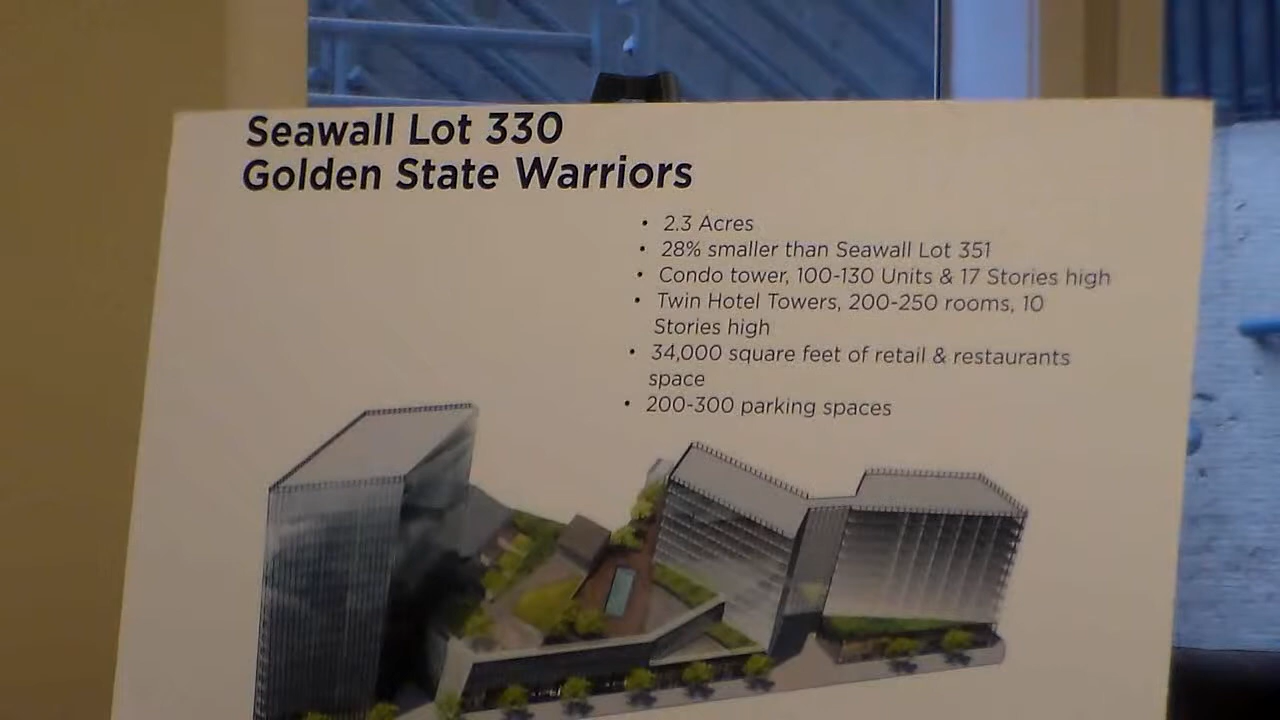 Seawall Lot 330
Golden State Warriors
• 2.3 Acres
• 28% smaller than Seawall Lot 351
• Condo tower, 100-130 Units & 17 Stories high
• Twin Hotel Towers, 200-250 rooms, 10
Stories high
• 34,000 square feet of retail & restaurants
space
• 200-300 parking spaces